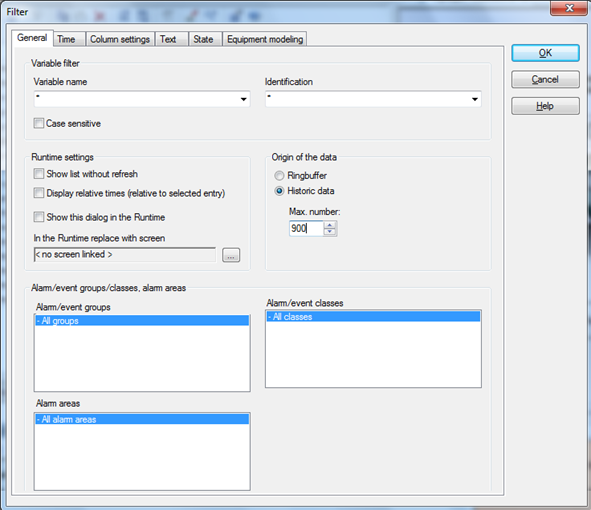 Filter
General Time Column settings Text State Equipment modeling
OK
Cancel
Help
Variable filter
Variable name Identification
* *
Case sensitive
Runtime settings Origin of the data
Show list without refresh Ringbuffer
Display relative times (relative to selected entry) Historic data
Show this dialog in the Runtime Max. number:
900
In the Runtime replace with screen
< no screen linked > ...
Alarm/event groups/classes, alarm areas
Alarm/event groups Alarm/event classes
- All groups - All classes
Alarm areas
- All alarm areas